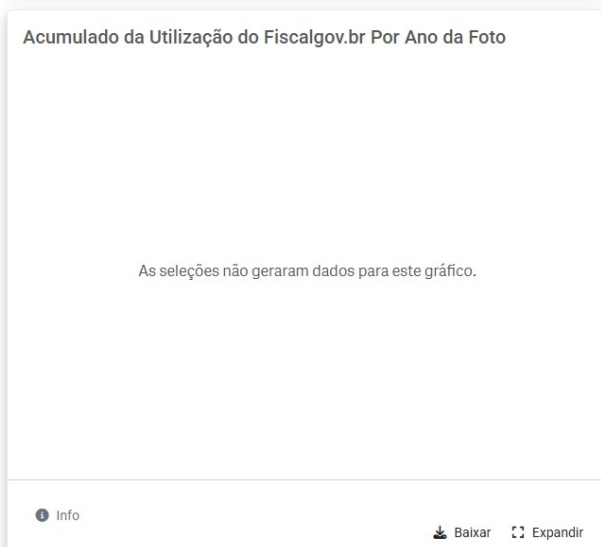 Acumulado da Utilização do Fiscalgov.br Por Ano da Foto
As seleções não geraram dados para este gráfico.
Info
Baixar Expandir